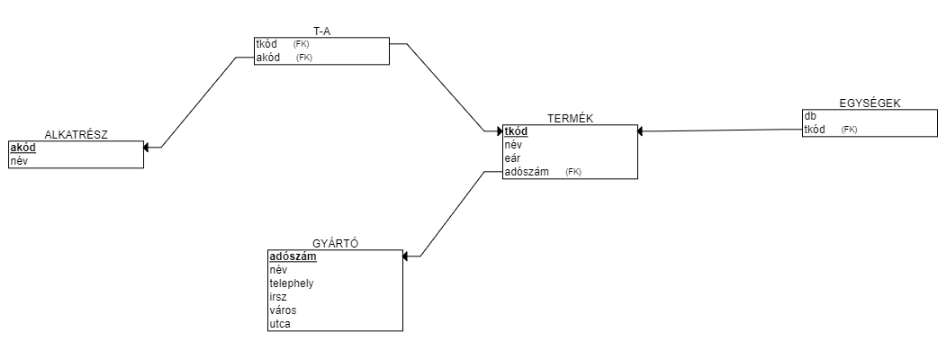 T-A
tkód (FK)
akód (FK)
ALKATRÉSZ
akód
név
TERMÉK
tkód
név
eár
adószám (FK)
EGYSÉGEK
db
tkód (FK)
GYÁRTÓ
adószám
név
telephely
irsz
város
utca